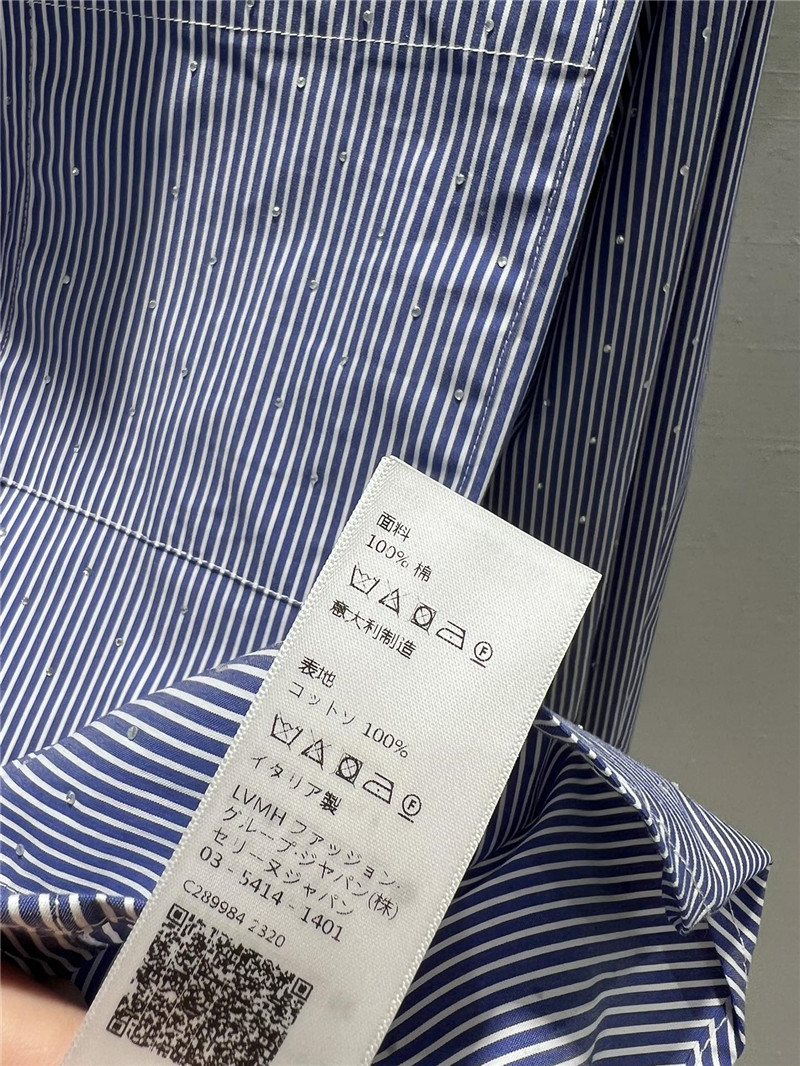 面料
100% 棉
意大利制造
表地
コットン 100%
イタリア製
LVMH ファッション・
グループジャパン(株)
セリーヌジャパン
03 - 5414 - 1401
C289984 2320